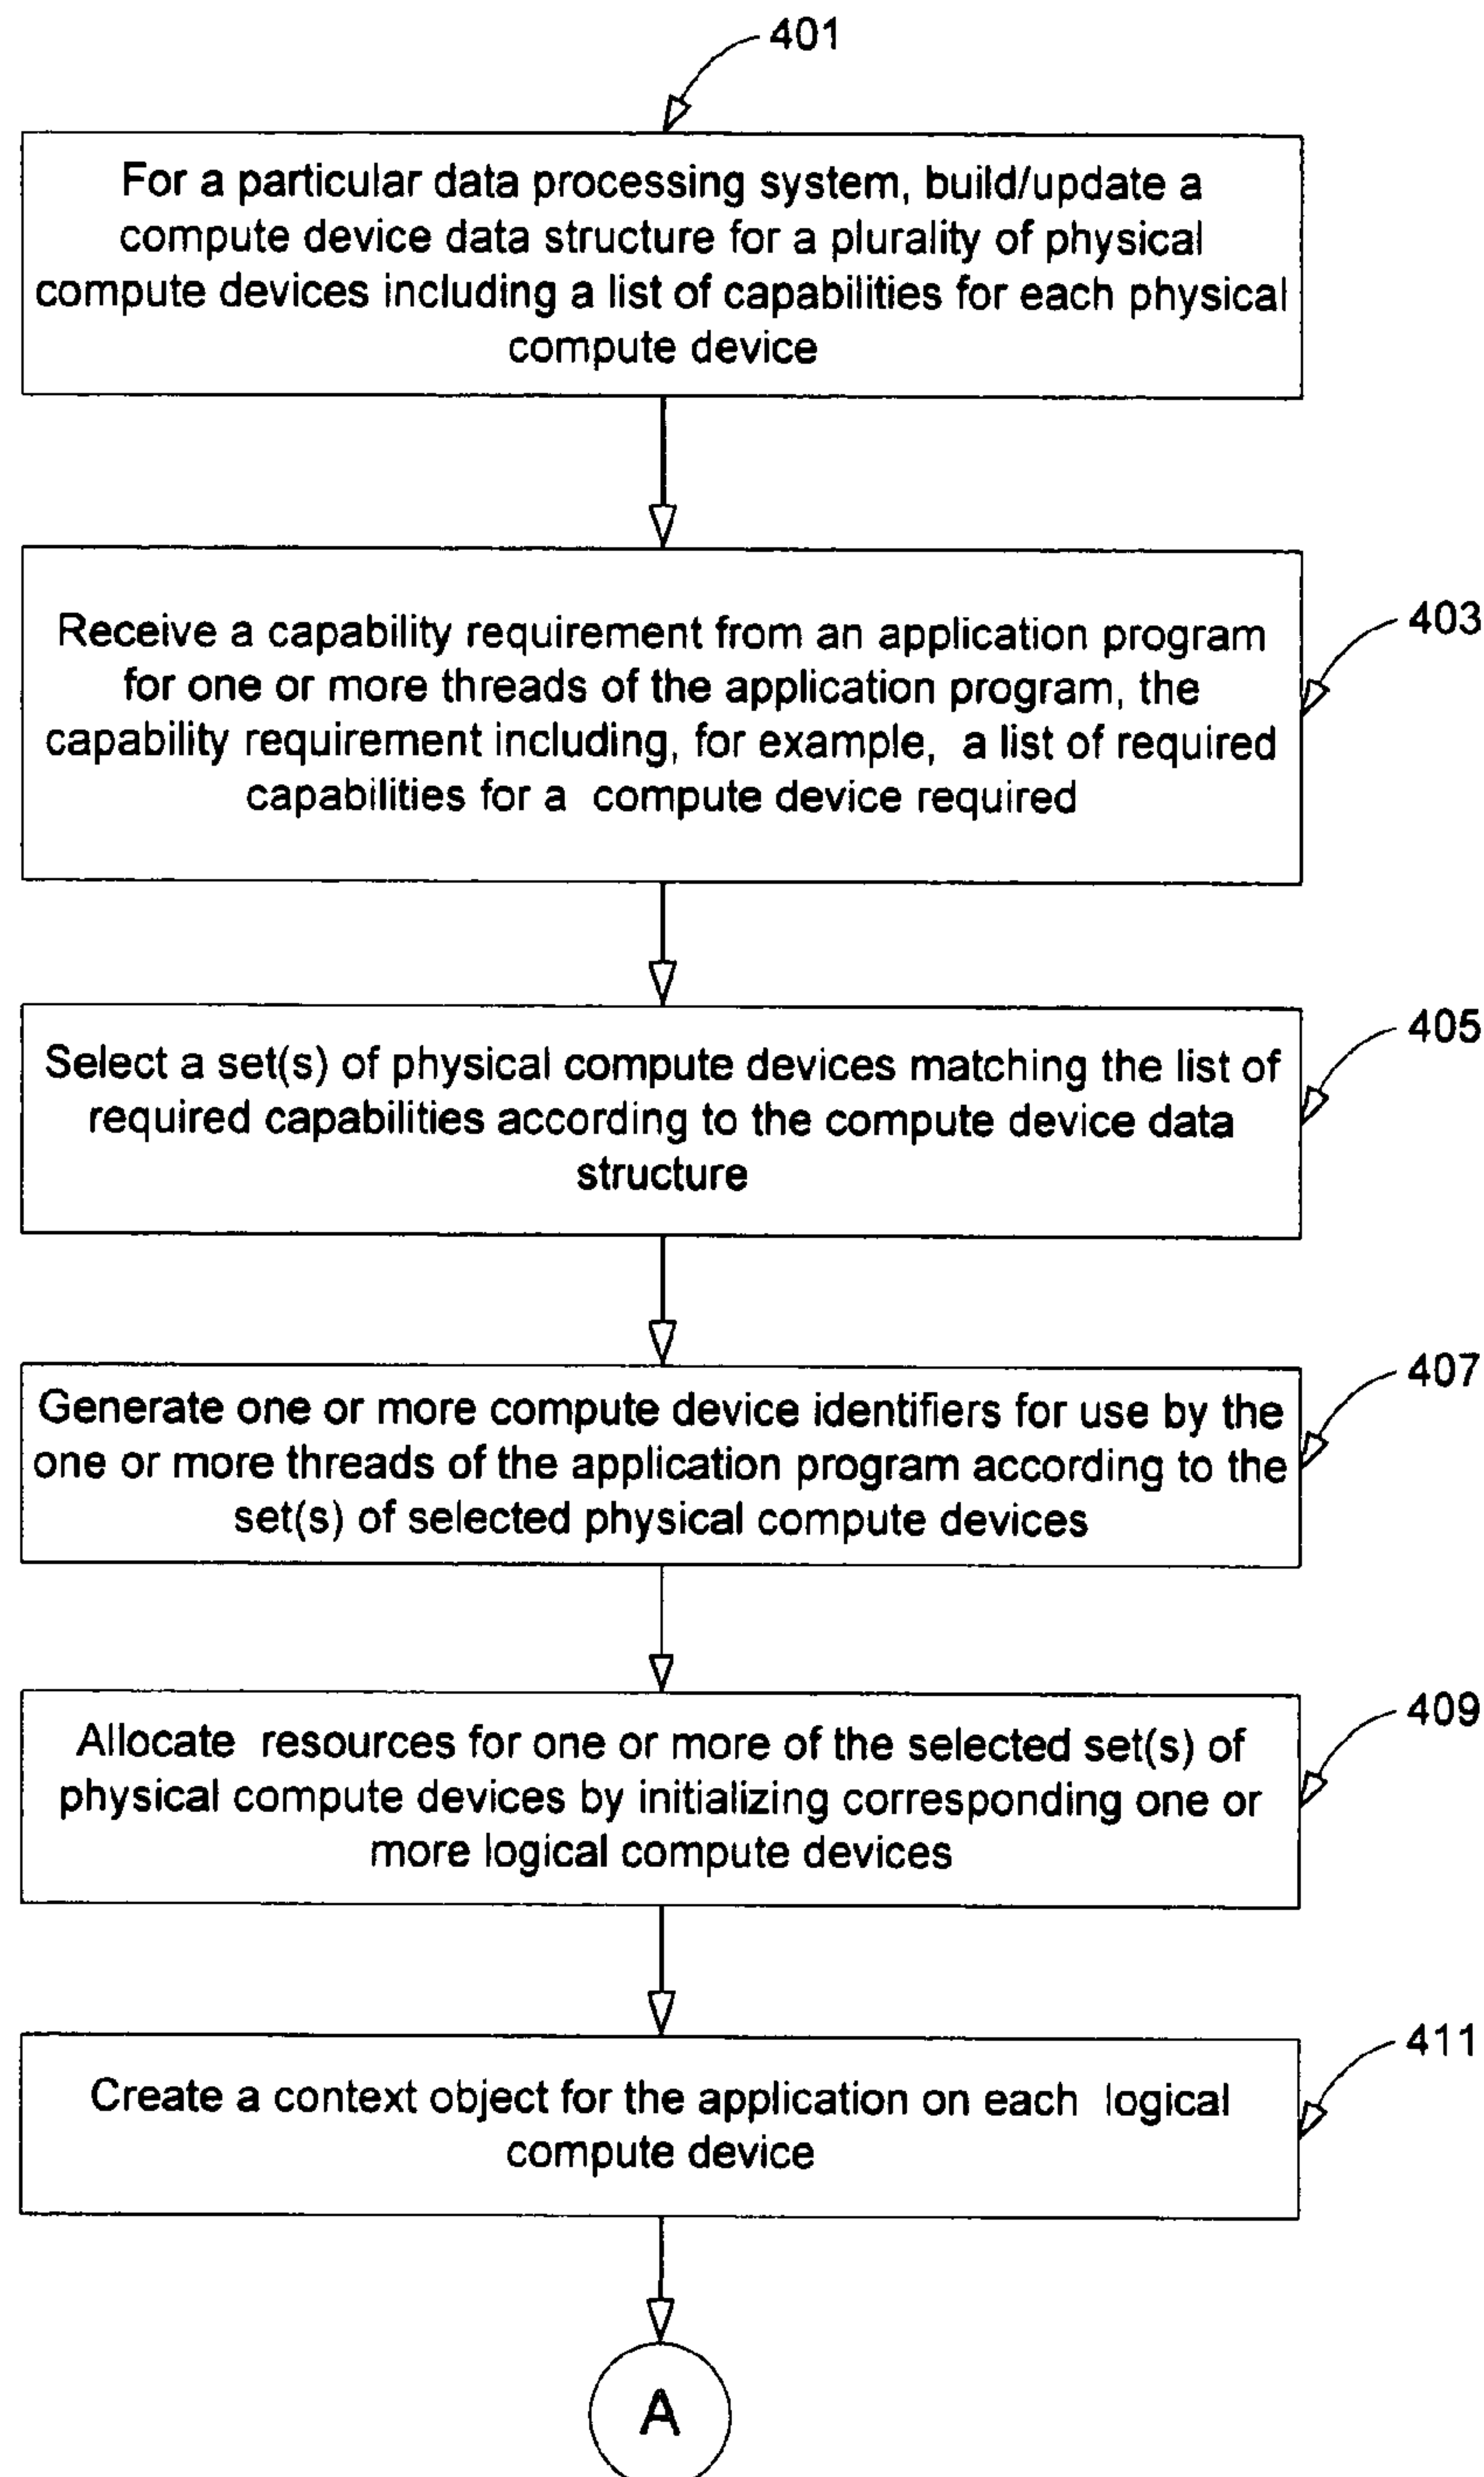 401
For a particular data processing system, build/update a
compute device data structure for a plurality of physical
compute devices including a list of capabilities for each physical
compute device
403
Receive a capability requirement from an application program
for one or more threads of the application program, the
capability requirement including, for example, a list of required
capabilities for a compute device required
405
Select a set(s) of physical compute devices matching the list of
required capabilities according to the compute device data
structure
407
Generate one or more compute device identifiers for use by the
one or more threads of the application program according to the
set(s) of selected physical compute devices
409
Allocate resources for one or more of the selected set(s) of
physical compute devices by initializing corresponding one or
more logical compute devices
411
Create a context object for the application on each logical
compute device
A